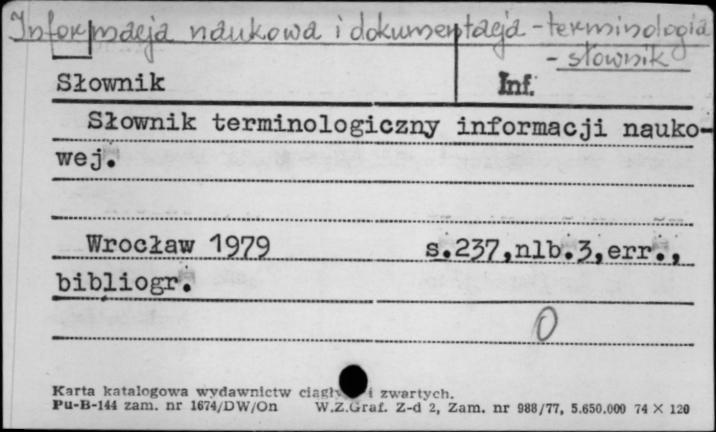 Informacja naukowa i dokumentacja - terminologia
- słownik
Słownik Inf.
Słownik terminologiczny informacji nauko-
wej.
Wrocław 1979 s.237,nlb.3,err.,
bibliogr.
0
Karta katalogowa wydawnictw i zwartych.
Pu-B-144 zam. nr 1674/DW/On W.Z.Graf. Z-d 2, Zam. nr 988/77, 5.650.000 74 × 120